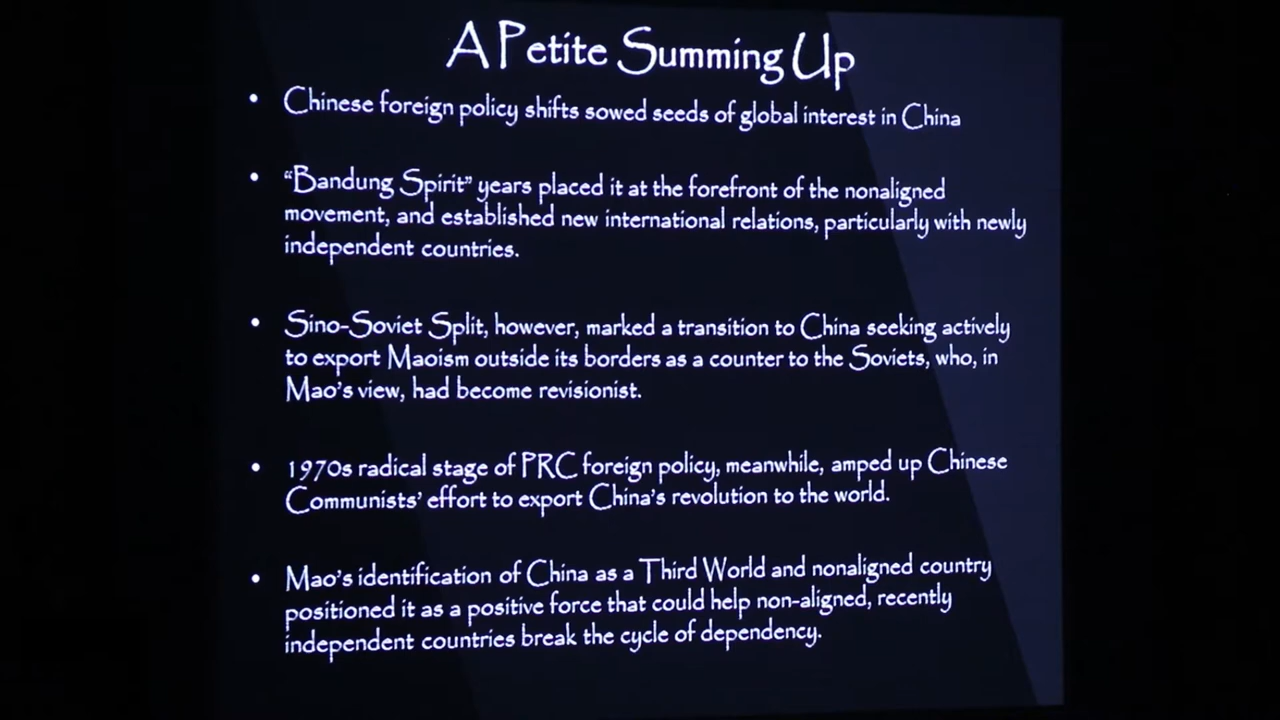 A Petite Summing Up
• Chinese foreign policy shifts sowed seeds of global interest in China
• “Bandung Spirit” years placed it at the forefront of the nonaligned
movement, and established new international relations, particularly with newly
independent countries.
• Sino-Soviet Split, however, marked a transition to China seeking actively
to export Maoism outside its borders as a counter to the Soviets, who, in
Mao’s view, had become revisionist.
• 1970s radical stage of PRC foreign policy, meanwhile, amped up Chinese
Communists’ effort to export China’s revolution to the world.
• Mao’s identification of China as a Third World and nonaligned country
positioned it as a positive force that could help non-aligned, recently
independent countries break the cycle of dependency.